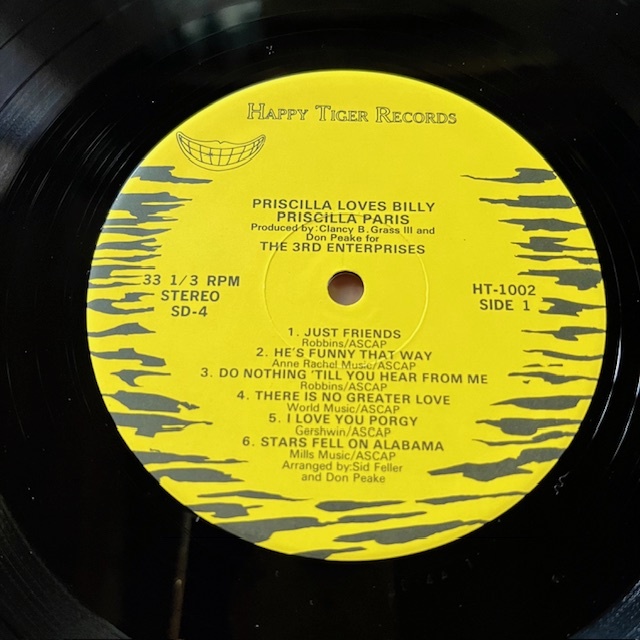 Happy Tiger Records
PRISCILLA LOVES BILLY
PRISCILLA PARIS
Produced by: Clancy B. Grass III and
Don Peake for
THE 3RD ENTERPRISES
33 1/3 RPM
STEREO
SD-4
HT-1002
SIDE 1
1. JUST FRIENDS
Robbins/ASCAP
2. HE'S FUNNY THAT WAY
Anne Rachel Music/ASCAP
3. DO NOTHING 'TILL YOU HEAR FROM ME
Robbins/ASCAP
4. THERE IS NO GREATER LOVE
World Music/ASCAP
5. I LOVE YOU PORGY
Gershwin/ASCAP
6. STARS FELL ON ALABAMA
Mills Music/ASCAP
Arranged by: Sid Feller
and Don Peake